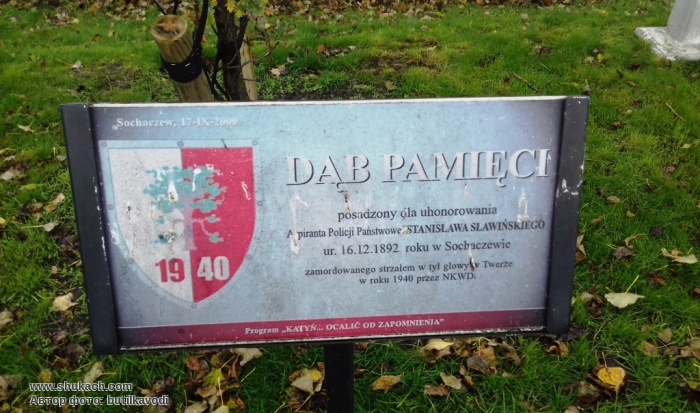 Sochaczew, 17-IX-2009
DĄB PAMIĘCI
posadzony dla uhonorowania
Aspiranta Policji Państwowej STANISŁAWA SŁAWIŃSKIEGO
ur. 16.12.1892 roku w Sochaczewie
zamordowanego strzałem w tył głowy w Twerze
w roku 1940 przez NKWD.
19 40
Program „KATYŃ... OCALIĆ OD ZAPOMNIENIA”
www.shukach.com
Автор фото: butilkavodi